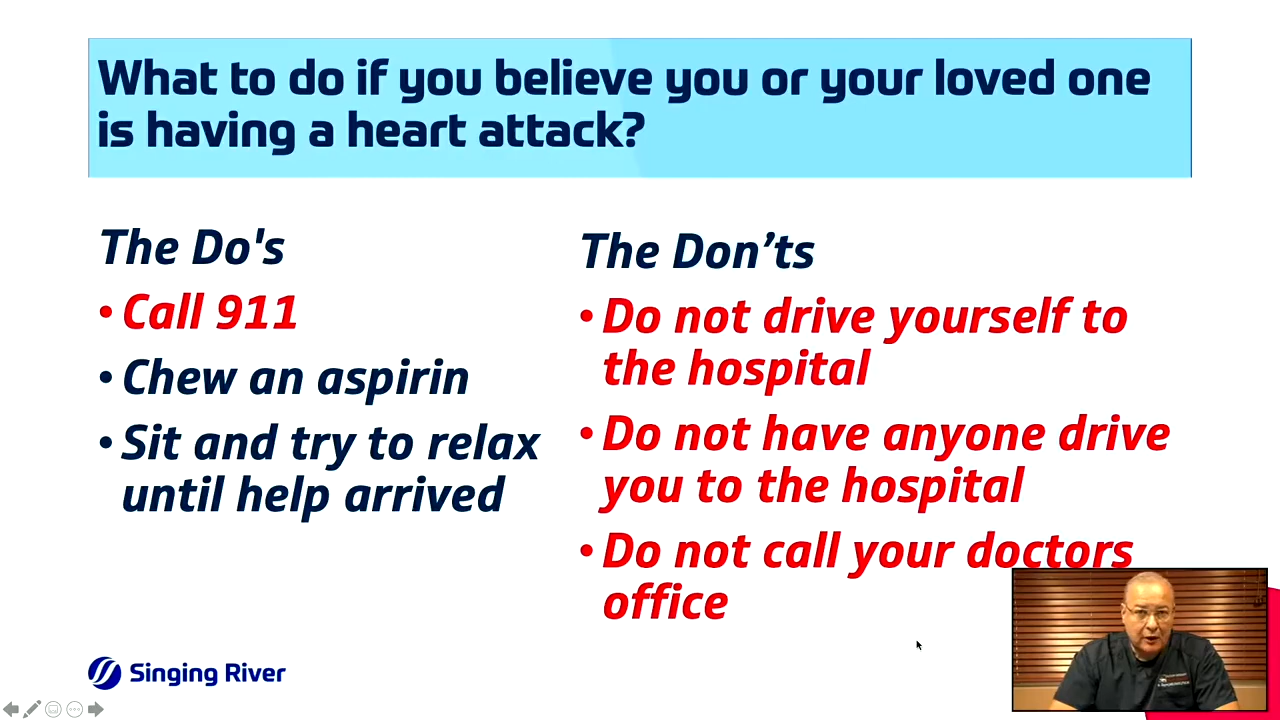 What to do if you believe you or your loved one
is having a heart attack?
The Do's
• Call 911
• Chew an aspirin
• Sit and try to relax
until help arrived
The Don’ts
• Do not drive yourself to
the hospital
• Do not have anyone drive
you to the hospital
• Do not call your doctors
office
Singing River